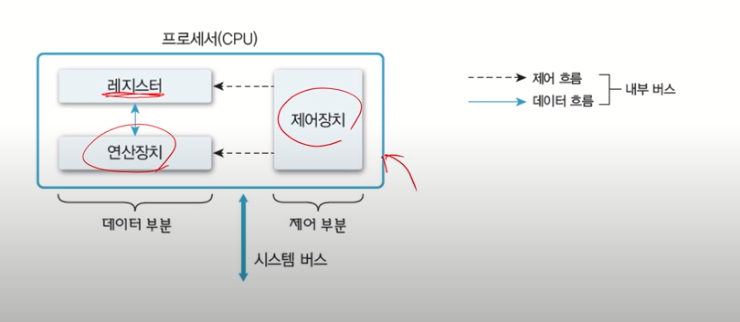 프로세서(CPU)
레지스터
연산장치
제어장치
제어 흐름
데이터 흐름
내부 버스
데이터 부분
제어 부분
시스템 버스